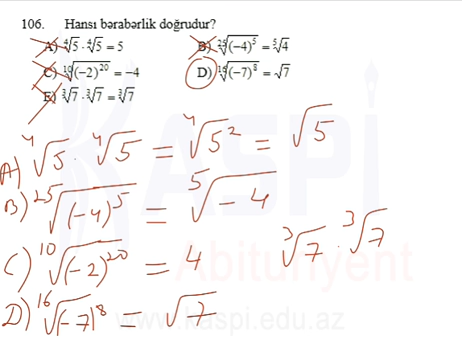 106. Hansı bərabərlik doğrudur?
A) ⁴√5 · ⁴√5 = 5 B) ²⁵√(−4)⁵ = ⁵√4
C) ¹⁰√(−2)²⁰ = −4 D) ¹⁶√(−7)⁸ = √7
E) ³√7 · ³√7 = ³√7
A) ⁴√5 · ⁴√5 = ⁴√5² = √5
B) ²⁵√(−4)⁵ = ⁵√−4
C) ¹⁰√(−2)²⁰ = 4 ³√7 · ³√7
D) ¹⁶√(−7)⁸ = √7
KASPI
Abituriyent
www.kaspi.edu.az